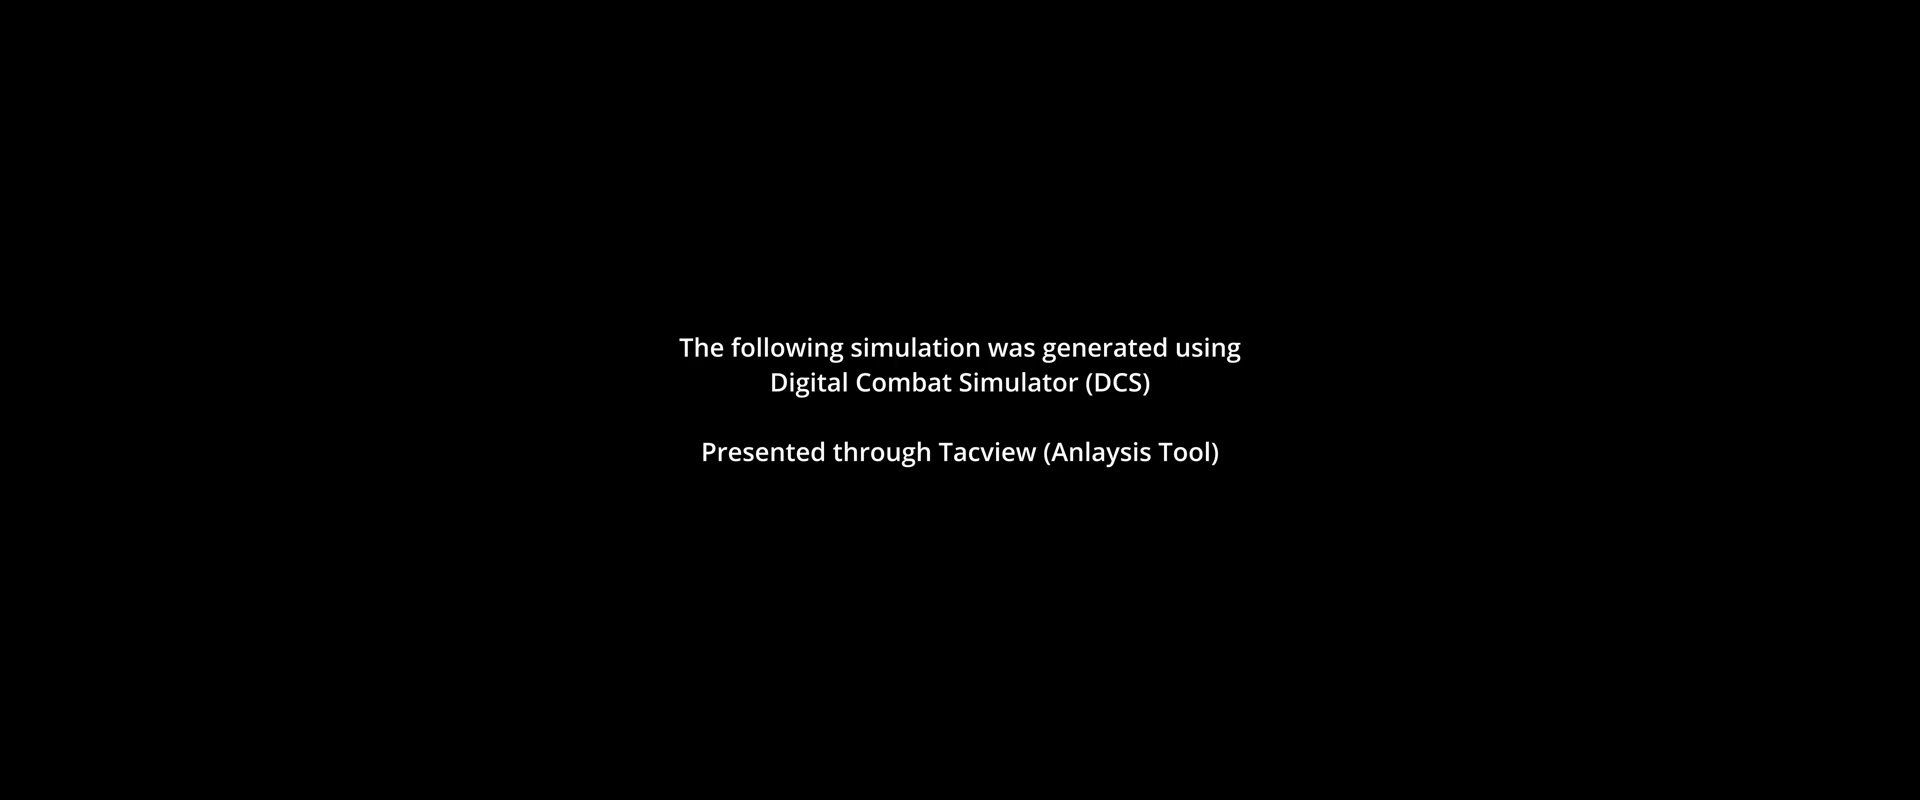 The following simulation was generated using
Digital Combat Simulator (DCS)
Presented through Tacview (Anlaysis Tool)